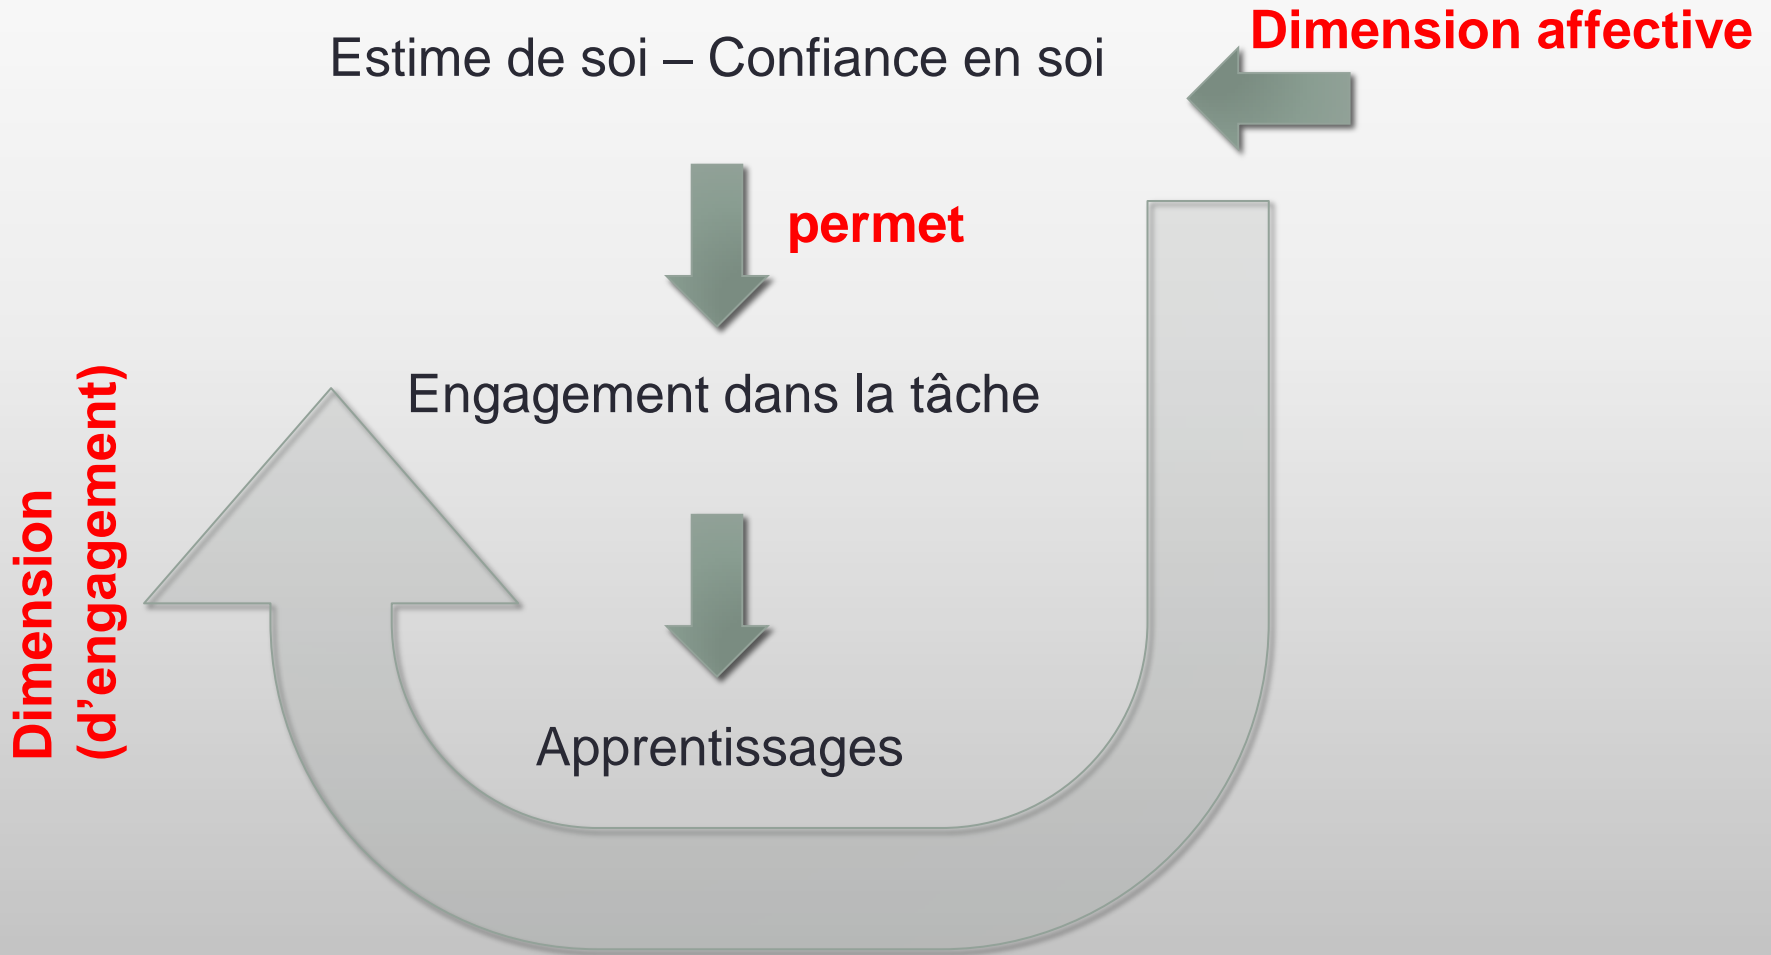 Dimension affective
Estime de soi – Confiance en soi
permet
Engagement dans la tâche
Dimension
(d’engagement)
Apprentissages